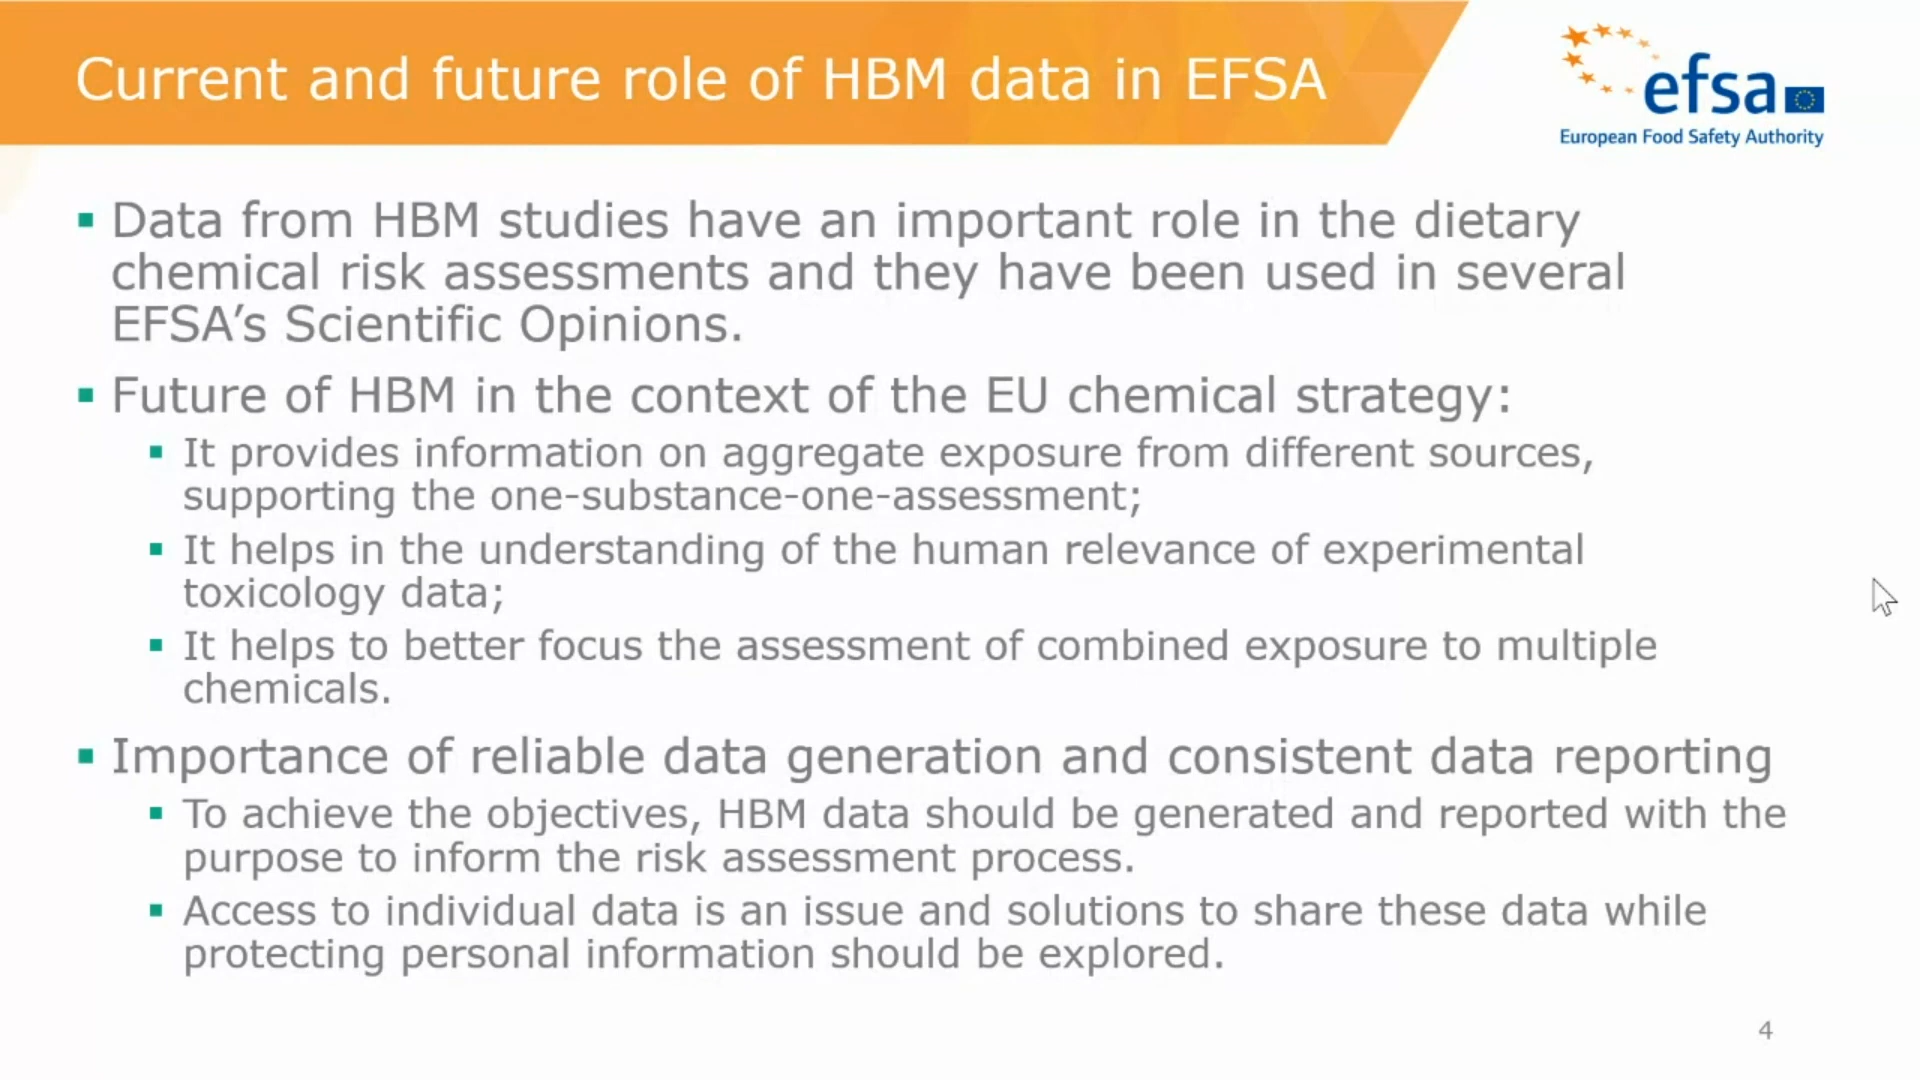 Current and future role of HBM data in EFSA
efsa
European Food Safety Authority
▪ Data from HBM studies have an important role in the dietary
chemical risk assessments and they have been used in several
EFSA’s Scientific Opinions.
▪ Future of HBM in the context of the EU chemical strategy:
▪ It provides information on aggregate exposure from different sources,
supporting the one-substance-one-assessment;
▪ It helps in the understanding of the human relevance of experimental
toxicology data;
▪ It helps to better focus the assessment of combined exposure to multiple
chemicals.
▪ Importance of reliable data generation and consistent data reporting
▪ To achieve the objectives, HBM data should be generated and reported with the
purpose to inform the risk assessment process.
▪ Access to individual data is an issue and solutions to share these data while
protecting personal information should be explored.
4